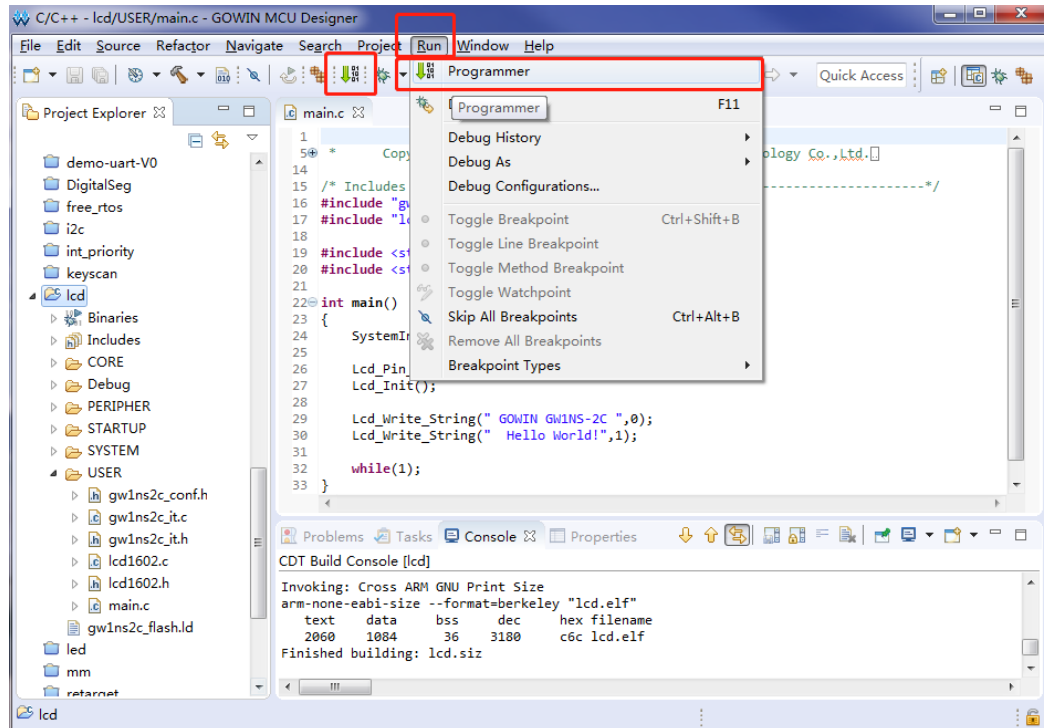 C/C++ - lcd/USER/main.c - GOWIN MCU Designer
File Edit Source Refactor Navigate Search Project Run Window Help
Quick Access
Programmer
Programmer
F11
Debug History
Debug As
Debug Configurations...
Toggle Breakpoint Ctrl+Shift+B
Toggle Line Breakpoint
Toggle Method Breakpoint
Toggle Watchpoint
Skip All Breakpoints Ctrl+Alt+B
Remove All Breakpoints
Breakpoint Types
Project Explorer
demo-uart-V0
DigitalSeg
free_rtos
i2c
int_priority
keyscan
lcd
Binaries
Includes
CORE
Debug
PERIPHER
STARTUP
SYSTEM
USER
gw1ns2c_conf.h
gw1ns2c_it.c
gw1ns2c_it.h
lcd1602.c
lcd1602.h
main.c
gw1ns2c_flash.ld
led
mm
retarget
main.c
1
5 * Copy ology Co.,Ltd.
14
15 /* Includes -----------------------*/
16 #include "gw
17 #include "lc
18
19 #include <st
20 #include <st
21
22 int main()
23 {
24 SystemIn
25
26 Lcd_Pin_
27 Lcd_Init();
28
29 Lcd_Write_String(" GOWIN GW1NS-2C ",0);
30 Lcd_Write_String("  Hello World!",1);
31
32 while(1);
33 }
Problems Tasks Console Properties
CDT Build Console [lcd]
Invoking: Cross ARM GNU Print Size
arm-none-eabi-size --format=berkeley "lcd.elf"
text data bss dec hex filename
2060 1084 36 3180 c6c lcd.elf
Finished building: lcd.siz
lcd